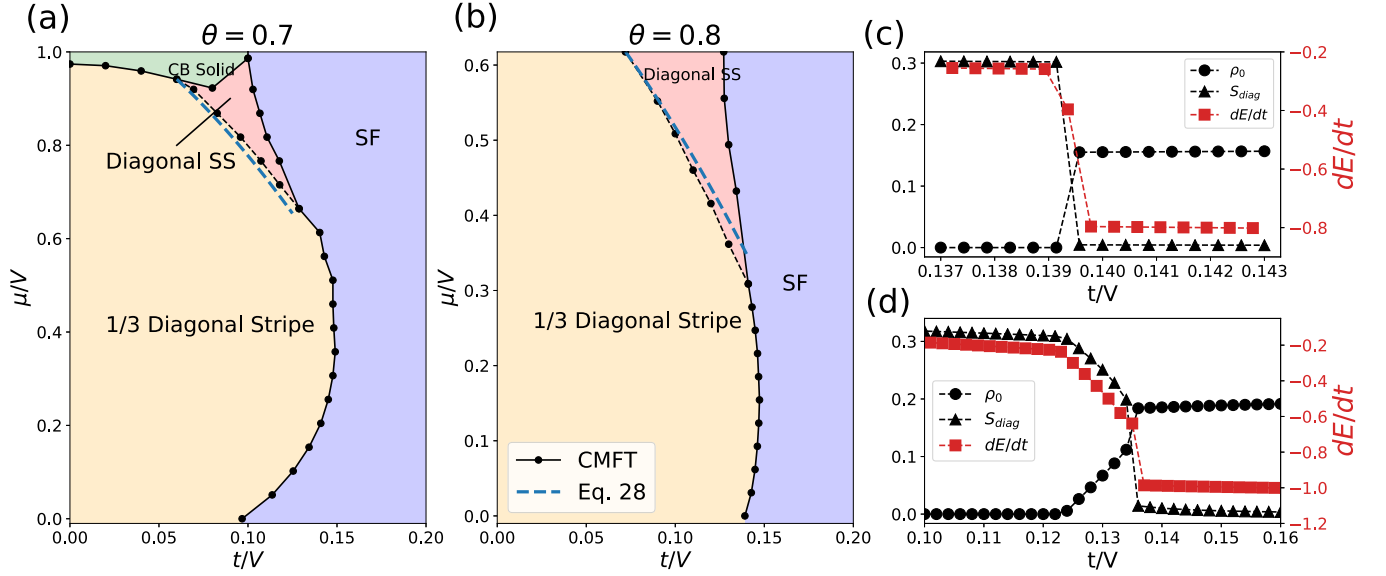 (a)
θ = 0.7
1.0
0.8
0.6
0.4
0.2
0.0
μ/V
CB Solid
Diagonal SS
SF
1/3 Diagonal Stripe
0.00
0.05
0.10
0.15
0.20
t/V
(b)
θ = 0.8
0.6
0.5
0.4
0.3
0.2
0.1
0.0
μ/V
Diagonal SS
SF
1/3 Diagonal Stripe
CMFT
Eq. 28
0.00
0.05
0.10
0.15
0.20
t/V
(c)
0.3
0.2
0.1
0.0
ρ0
Sdiag
dE/dt
−0.2
−0.4
−0.6
−0.8
dE/dt
0.137
0.138
0.139
0.140
0.141
0.142
0.143
t/V
(d)
0.3
0.2
0.1
0.0
ρ0
Sdiag
dE/dt
−0.2
−0.4
−0.6
−0.8
−1.0
−1.2
dE/dt
0.10
0.11
0.12
0.13
0.14
0.15
0.16
t/V